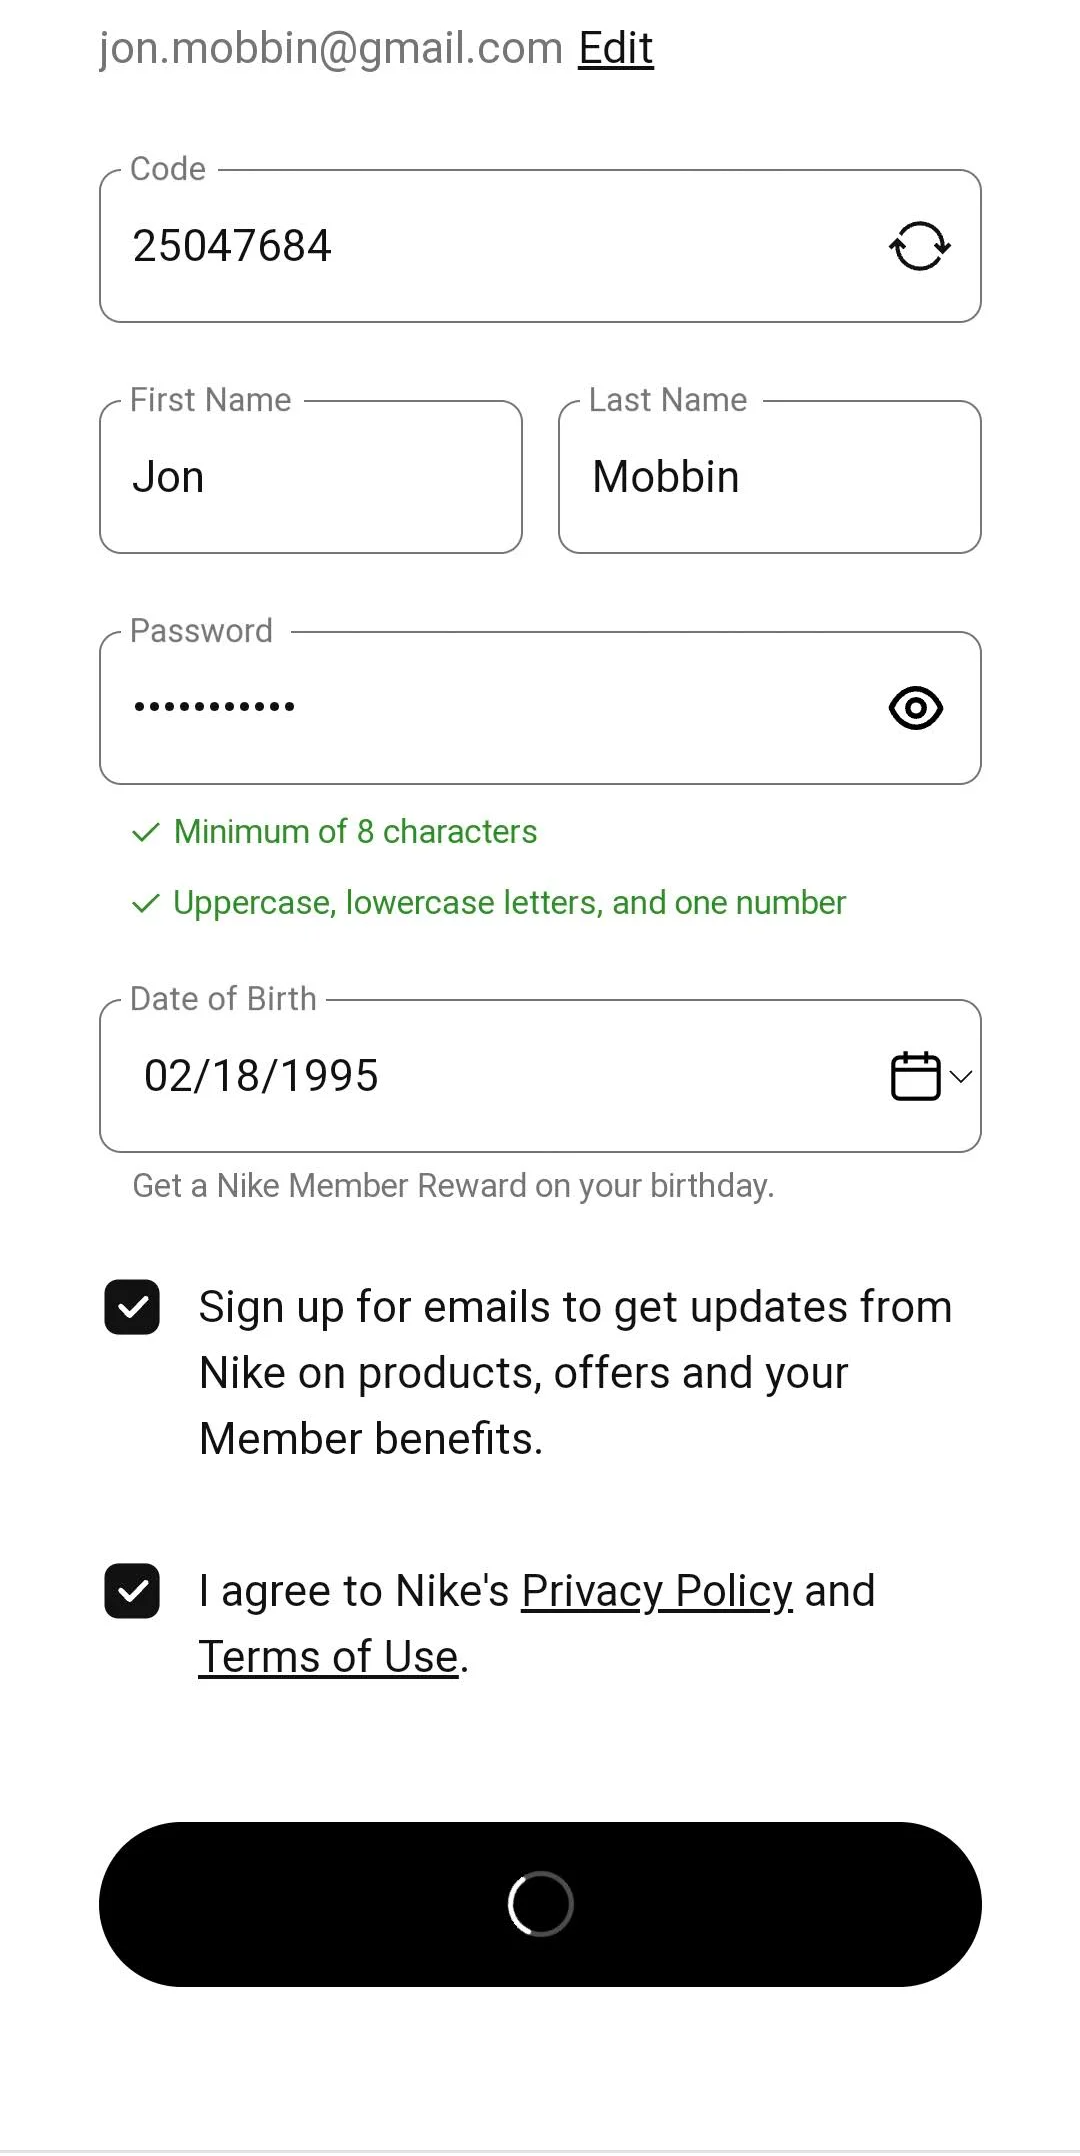 jon.mobbin@gmail.com Edit
Code
25047684
First Name
Last Name
Jon
Mobbin
Password
•••••••••••
Minimum of 8 characters
Uppercase, lowercase letters, and one number
Date of Birth
02/18/1995
Get a Nike Member Reward on your birthday.
Sign up for emails to get updates from
Nike on products, offers and your
Member benefits.
I agree to Nike's Privacy Policy and
Terms of Use.